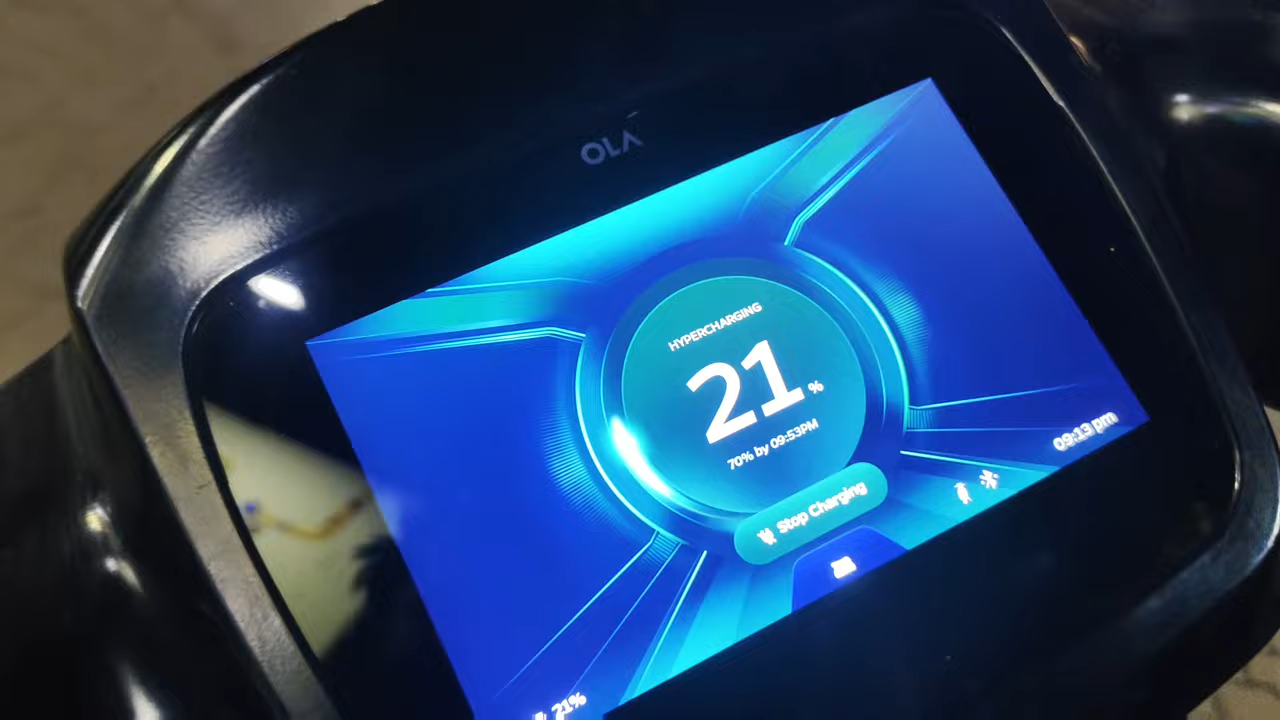 OLA
HYPERCHARGING
21%
70% by 09:53PM
Stop Charging
09:13 pm
21%